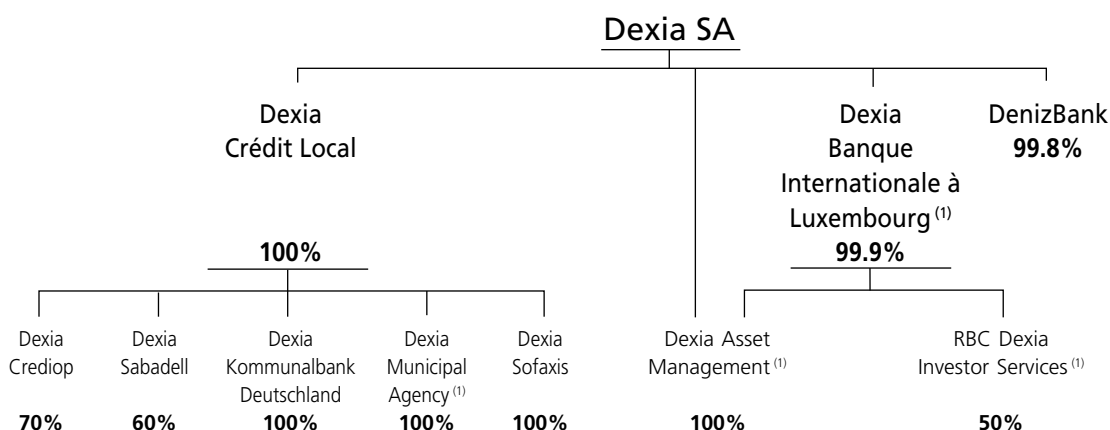 Dexia SA
Dexia
Crédit Local
100%
Dexia
Banque
Internationale à
Luxembourg (1)
99.9%
DenizBank
99.8%
Dexia
Crediop
70%
Dexia
Sabadell
60%
Dexia
Kommunalbank
Deutschland
100%
Dexia
Municipal
Agency (1)
100%
Dexia
Sofaxis
100%
Dexia Asset
Management (1)
100%
RBC Dexia
Investor Services (1)
50%